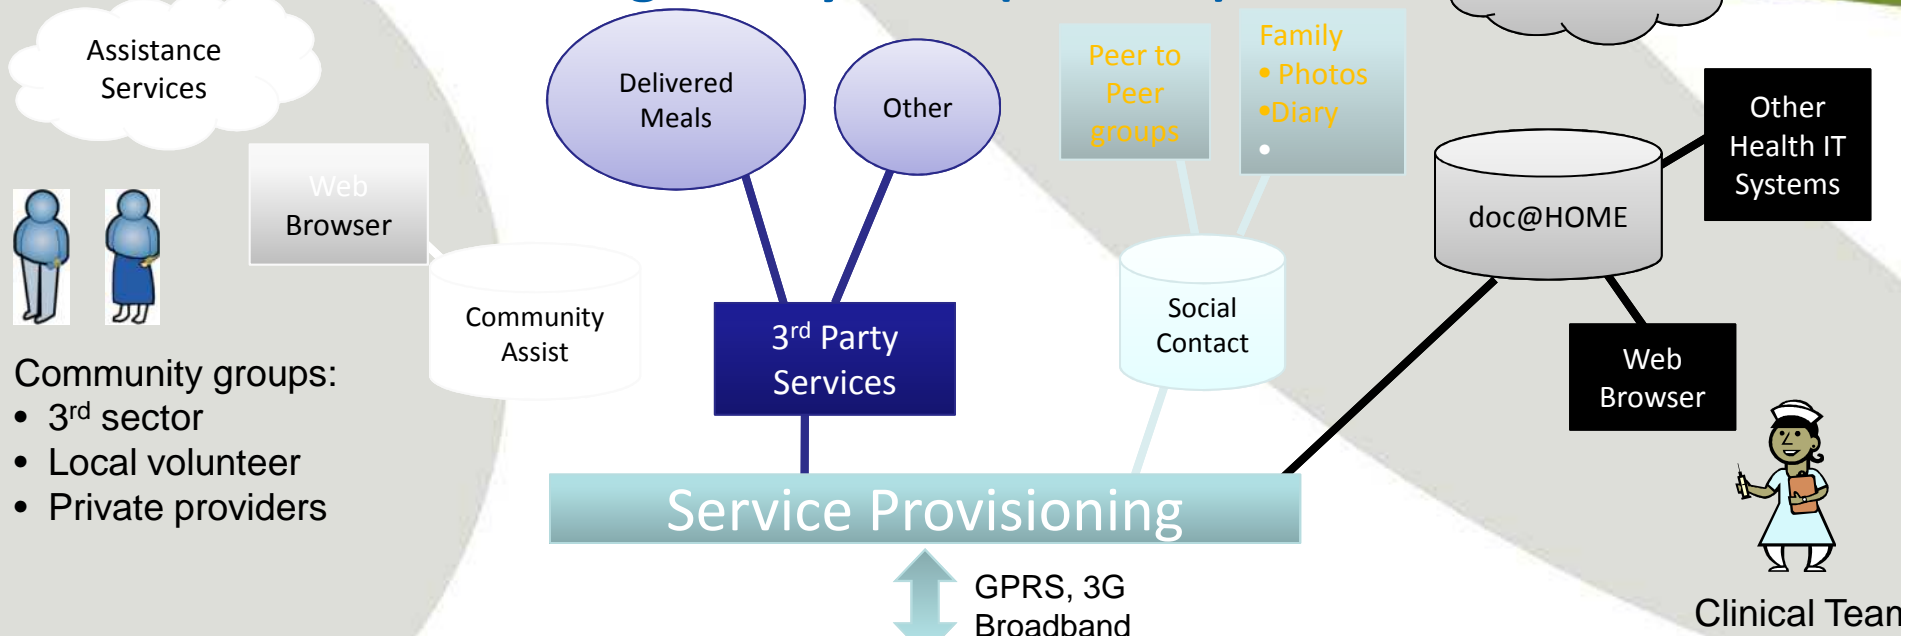 Assistance
Services
Web
Browser
Community
Assist
Community groups:
• 3rd sector
• Local volunteer
• Private providers
Delivered
Meals
Other
3rd Party
Services
Peer to
Peer
groups
Family
• Photos
•Diary
•
Social
Contact
doc@HOME
Other
Health IT
Systems
Web
Browser
Service Provisioning
GPRS, 3G
Broadband
Clinical